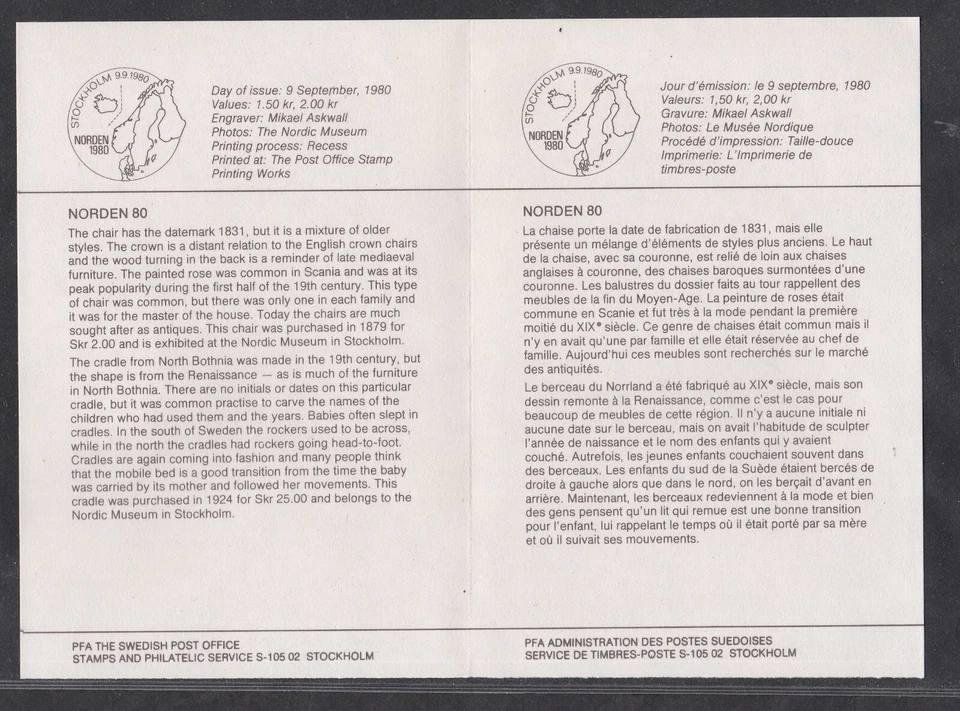 STOCKHOLM 9.9.1980
NORDEN
1980
Day of issue: 9 September, 1980
Values: 1.50 kr, 2.00 kr
Engraver: Mikael Askwall
Photos: The Nordic Museum
Printing process: Recess
Printed at: The Post Office Stamp
Printing Works
NORDEN 80
The chair has the datemark 1831, but it is a mixture of older
styles. The crown is a distant relation to the English crown chairs
and the wood turning in the back is a reminder of late mediaeval
furniture. The painted rose was common in Scania and was at its
peak popularity during the first half of the 19th century. This type
of chair was common, but there was only one in each family and
it was for the master of the house. Today the chairs are much
sought after as antiques. This chair was purchased in 1879 for
Skr 2.00 and is exhibited at the Nordic Museum in Stockholm.
The cradle from North Bothnia was made in the 19th century, but
the shape is from the Renaissance — as is much of the furniture
in North Bothnia. There are no initials or dates on this particular
cradle, but it was common practise to carve the names of the
children who had used them and the years. Babies often slept in
cradles. In the south of Sweden the rockers used to be across,
while in the north the cradles had rockers going head-to-foot.
Cradles are again coming into fashion and many people think
that the mobile bed is a good transition from the time the baby
was carried by its mother and followed her movements. This
cradle was purchased in 1924 for Skr 25.00 and belongs to the
Nordic Museum in Stockholm.
PFA THE SWEDISH POST OFFICE
STAMPS AND PHILATELIC SERVICE S-105 02 STOCKHOLM
STOCKHOLM 9.9.1980
NORDEN
1980
Jour d'émission: le 9 septembre, 1980
Valeurs: 1,50 kr, 2,00 kr
Gravure: Mikael Askwall
Photos: Le Musée Nordique
Procédé d'impression: Taille-douce
Imprimerie: L'Imprimerie de
timbres-poste
NORDEN 80
La chaise porte la date de fabrication de 1831, mais elle
présente un mélange d'éléments de styles plus anciens. Le haut
de la chaise, avec sa couronne, est relié de loin aux chaises
anglaises à couronne, des chaises baroques surmontées d'une
couronne. Les balustres du dossier faits au tour rappellent des
meubles de la fin du Moyen-Age. La peinture de roses était
commune en Scanie et fut très à la mode pendant la première
moitié du XIXe siècle. Ce genre de chaises était commun mais il
n'y en avait qu'une par famille et elle était réservée au chef de
famille. Aujourd'hui ces meubles sont recherchés sur le marché
des antiquités.
Le berceau du Norrland a été fabriqué au XIXe siècle, mais son
dessin remonte à la Renaissance, comme c'est le cas pour
beaucoup de meubles de cette région. Il n'y a aucune initiale ni
aucune date sur le berceau, mais on avait l'habitude de sculpter
l'année de naissance et le nom des enfants qui y avaient
couché. Autrefois, les jeunes enfants couchaient souvent dans
des berceaux. Les enfants du sud de la Suède étaient bercés de
droite à gauche alors que dans le nord, on les berçait d'avant en
arrière. Maintenant, les berceaux redeviennent à la mode et bien
des gens pensent qu'un lit qui remue est une bonne transition
pour l'enfant, lui rappelant le temps où il était porté par sa mère
et où il suivait ses mouvements.
PFA ADMINISTRATION DES POSTES SUEDOISES
SERVICE DE TIMBRES-POSTE S-105 02 STOCKHOLM